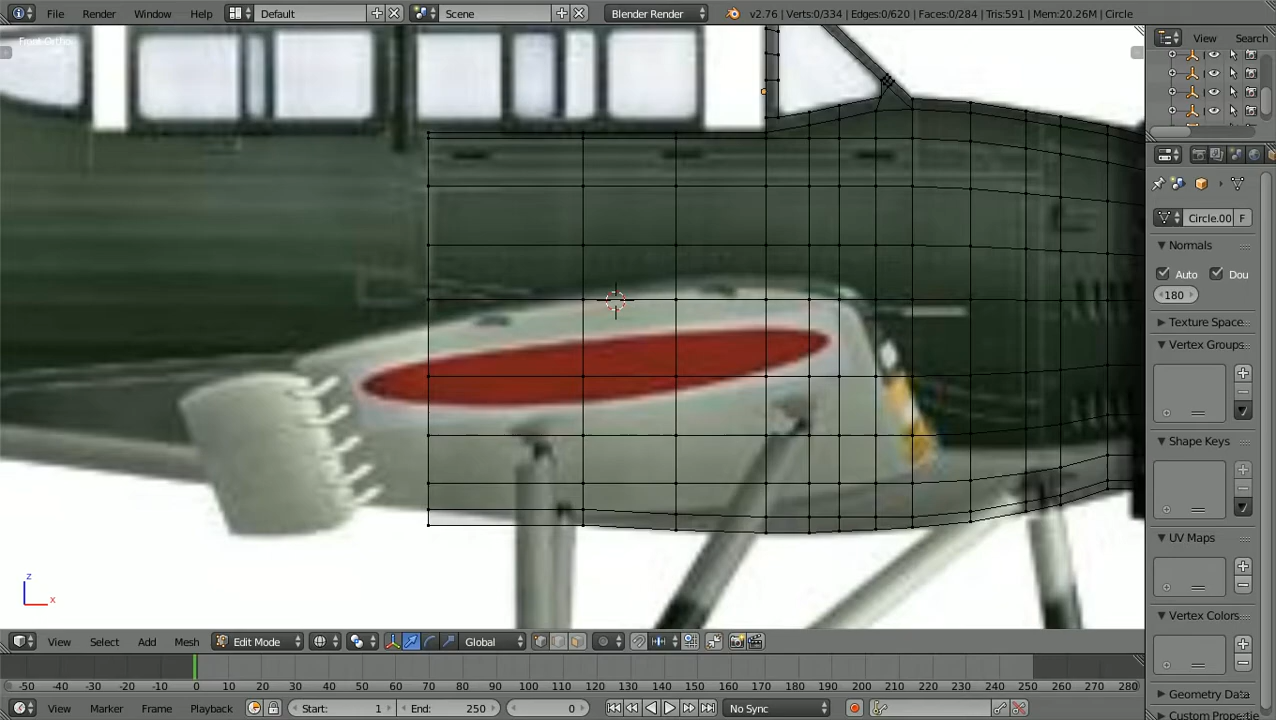 File Render Window Help Default Scene Blender Render v2.76 | Verts:0/334 | Edges:0/620 | Faces:0/284 | Tris:591 | Mem:20.26M | Circle
Front Ortho
View Search
Circle.00 F
Normals
Auto Dou
180
Texture Space
Vertex Groups
Shape Keys
UV Maps
Vertex Colors
Geometry Data
Custom Propertie
z
x
View Select Add Mesh Edit Mode Global
-50 -40 -30 -20 -10 0 10 20 30 40 50 60 70 80 90 100 110 120 130 140 150 160 170 180 190 200 210 220 230 240 250 260 270 280
View Marker Frame Playback Start: 1 End: 250 0 No Sync